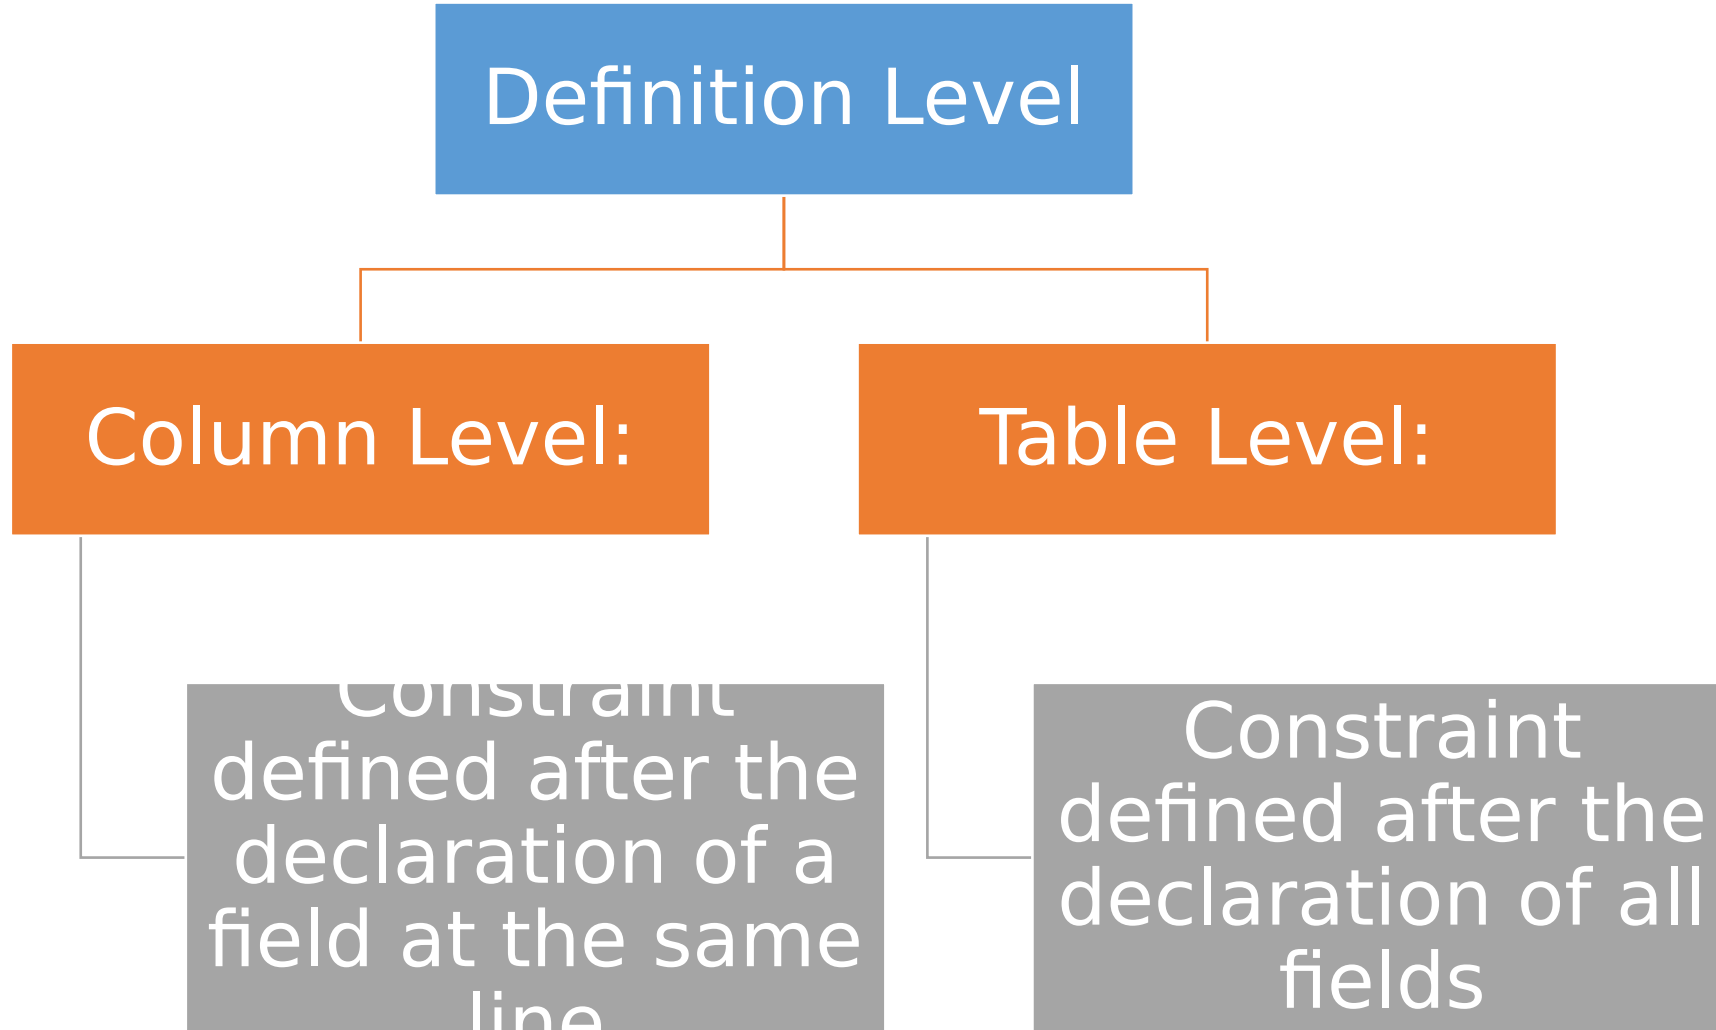 Definition Level
Column Level:
Table Level:
Constraint
defined after the
declaration of a
field at the same
line
Constraint
defined after the
declaration of all
fields